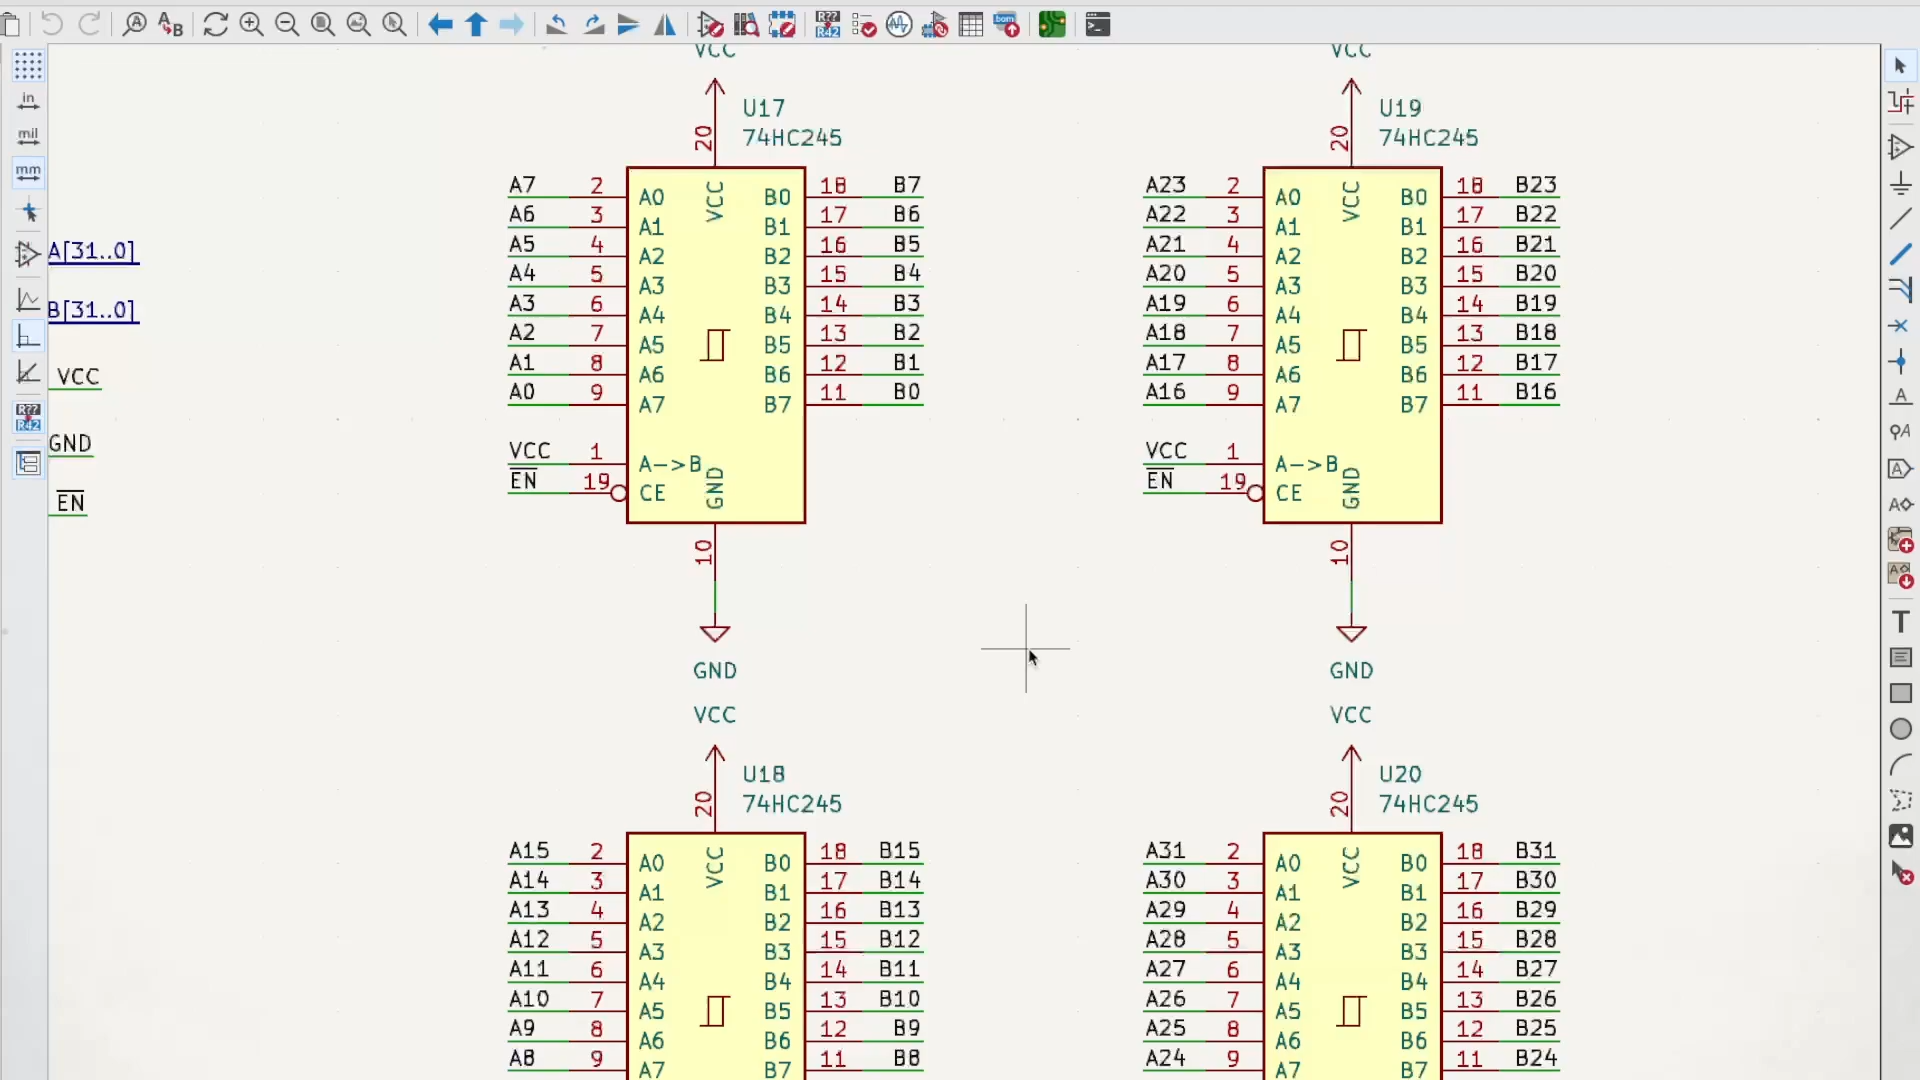 A
A B
R??
R42
bom
in
mil
mm
R??
R42
A
A
A
A
A
T
A[31..0]
B[31..0]
VCC
GND
EN
VCC
U17
74HC245
20
A7 2 A0 VCC B0 18 B7
A6 3 A1 B1 17 B6
A5 4 A2 B2 16 B5
A4 5 A3 B3 15 B4
A3 6 A4 B4 14 B3
A2 7 A5 B5 13 B2
A1 8 A6 B6 12 B1
A0 9 A7 B7 11 B0
VCC 1 A->B
EN 19 CE GND
10
GND
VCC
U19
74HC245
20
A23 2 A0 VCC B0 18 B23
A22 3 A1 B1 17 B22
A21 4 A2 B2 16 B21
A20 5 A3 B3 15 B20
A19 6 A4 B4 14 B19
A18 7 A5 B5 13 B18
A17 8 A6 B6 12 B17
A16 9 A7 B7 11 B16
VCC 1 A->B
EN 19 CE GND
10
GND
VCC
U18
74HC245
20
A15 2 A0 VCC B0 18 B15
A14 3 A1 B1 17 B14
A13 4 A2 B2 16 B13
A12 5 A3 B3 15 B12
A11 6 A4 B4 14 B11
A10 7 A5 B5 13 B10
A9 8 A6 B6 12 B9
A8 9 A7 B7 11 B8
VCC
U20
74HC245
20
A31 2 A0 VCC B0 18 B31
A30 3 A1 B1 17 B30
A29 4 A2 B2 16 B29
A28 5 A3 B3 15 B28
A27 6 A4 B4 14 B27
A26 7 A5 B5 13 B26
A25 8 A6 B6 12 B25
A24 9 A7 B7 11 B24